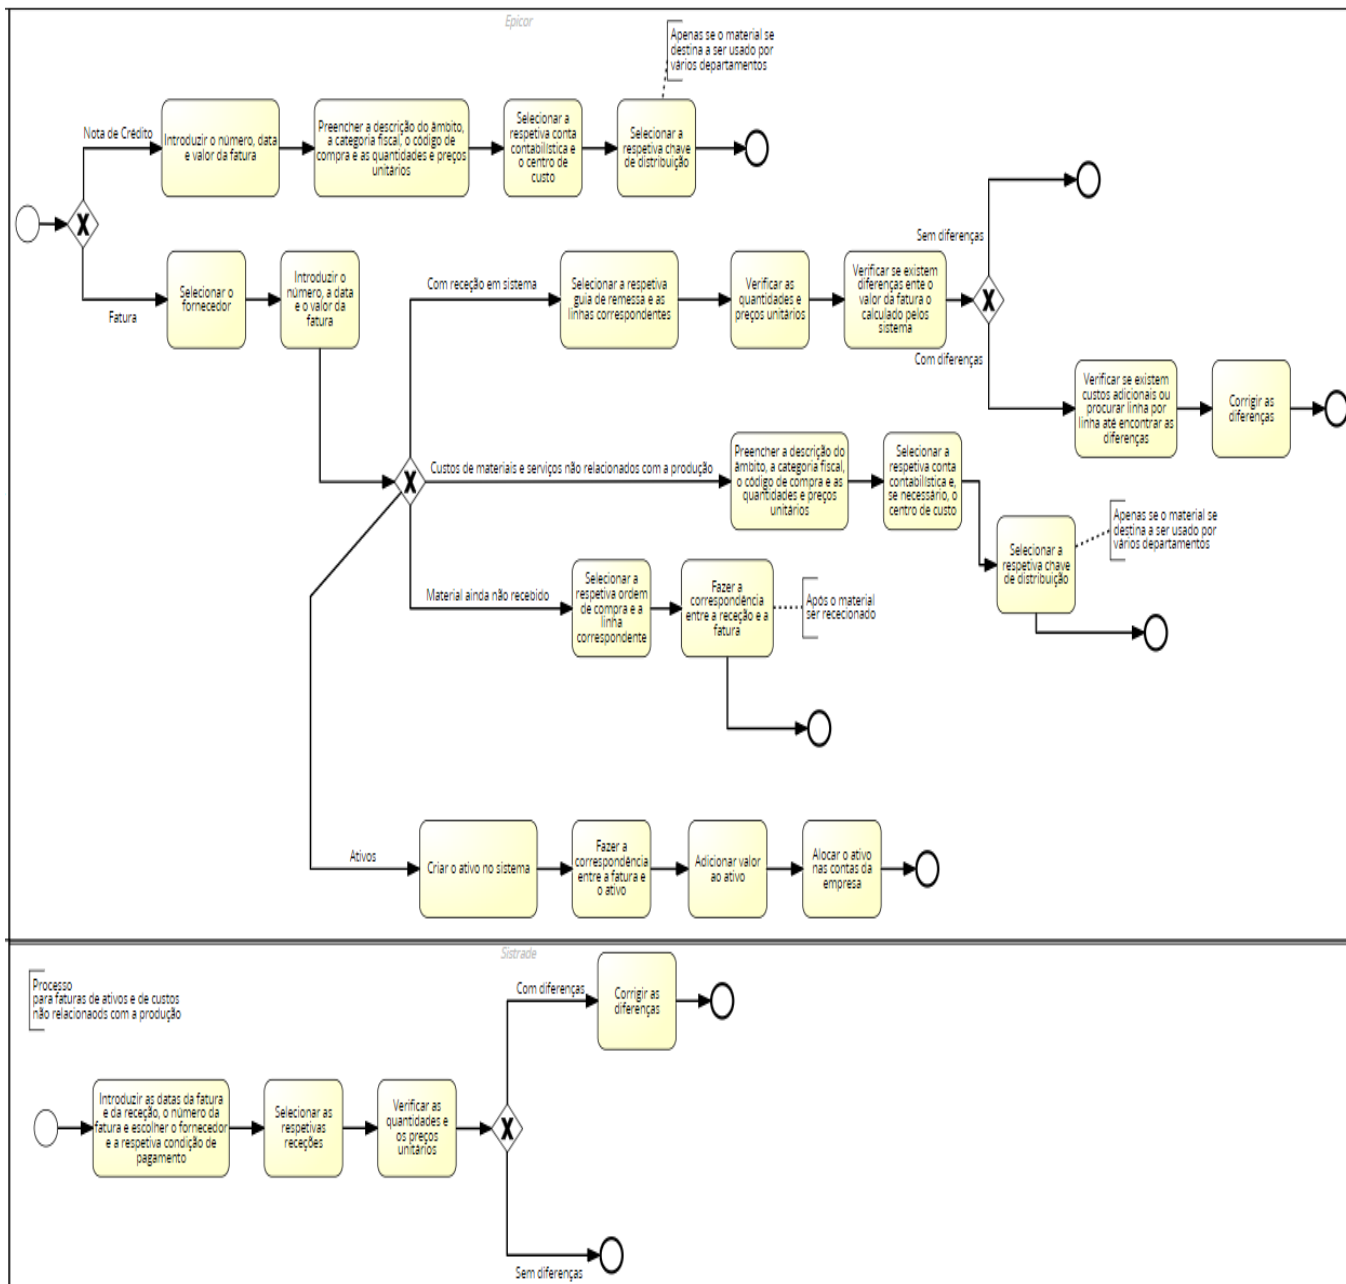 Epicor
Apenas se o material se
destina a ser usado por
vários departamentos
Nota de Crédito
Introduzir o número, data
e valor da fatura
Preencher a descrição do âmbito,
a categoria fiscal, o código de
compra e as quantidades e preços
unitários
Selecionar a
respetiva conta
contabilística e
o centro de
custo
Selecionar a
respetiva chave
de distribuição
Sem diferenças
Fatura
Selecionar o
fornecedor
Introduzir o
número, a data
e o valor da
fatura
Com receção em sistema
Selecionar a respetiva
guia de remessa e as
linhas correspondentes
Verificar as
quantidades e
preços unitários
Verificar se existem
diferenças ente o
valor da fatura o
calculado pelos
sistema
Com diferenças
Verificar se existem
custos adicionais ou
procurar linha por
linha até encontrar as
diferenças
Corrigir as
diferenças
Custos de materiais e serviços não relacionados com a produção
Preencher a descrição do
âmbito, a categoria fiscal,
o código de compra e as
quantidades e preços
unitários
Selecionar a
respetiva conta
contabilística e,
se necessário, o
centro de custo
Selecionar a
respetiva chave
de distribuição
Apenas se o material se
destina a ser usado por
vários departamentos
Material ainda não recebido
Selecionar a
respetiva ordem
de compra e a
linha
correspondente
Fazer a
correspondência
entre a receção e a
fatura
Após o material
ser rececionado
Ativos
Criar o ativo no sistema
Fazer a
correspondência
entre a fatura e
o ativo
Adicionar valor
ao ativo
Alocar o ativo
nas contas da
empresa
Sistrade
Processo
para faturas de ativos e de custos
não relacionaods com a produção
Com diferenças
Corrigir as
diferenças
Introduzir as datas da fatura
e da receção, o número da
fatura e escolher o fornecedor
e a respetiva condição de
pagamento
Selecionar as
respetivas
receções
Verificar as
quantidades e
os preços
unitários
Sem diferenças